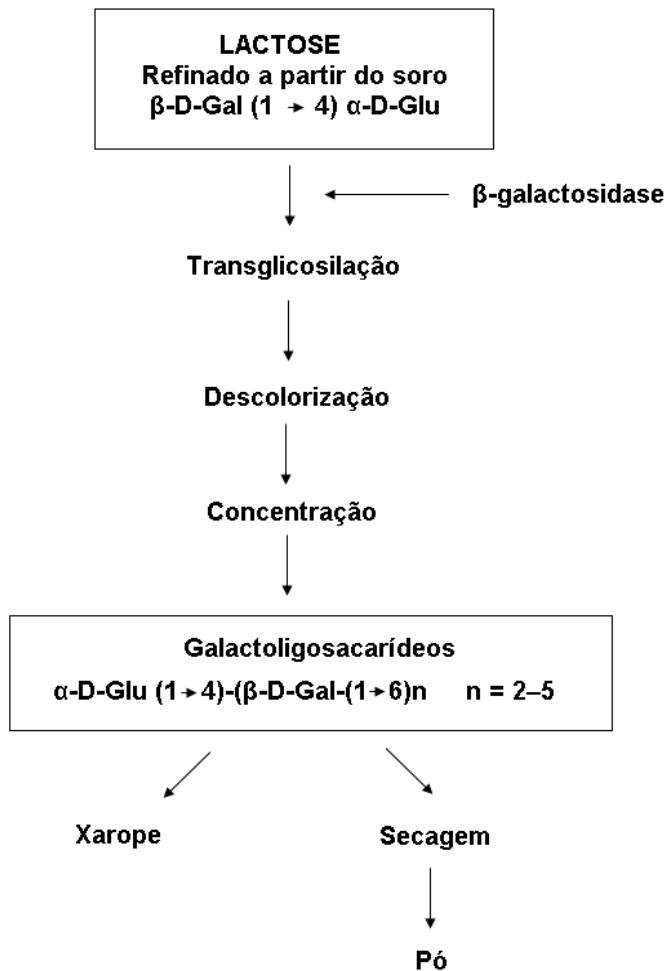 LACTOSE
Refinado a partir do soro
β-D-Gal (1 → 4) α-D-Glu
β-galactosidase
Transglicosilação
Descolorização
Concentração
Galactoligosacarídeos
α-D-Glu (1→4)-(β-D-Gal-(1→6)n n = 2–5
Xarope Secagem
Pó